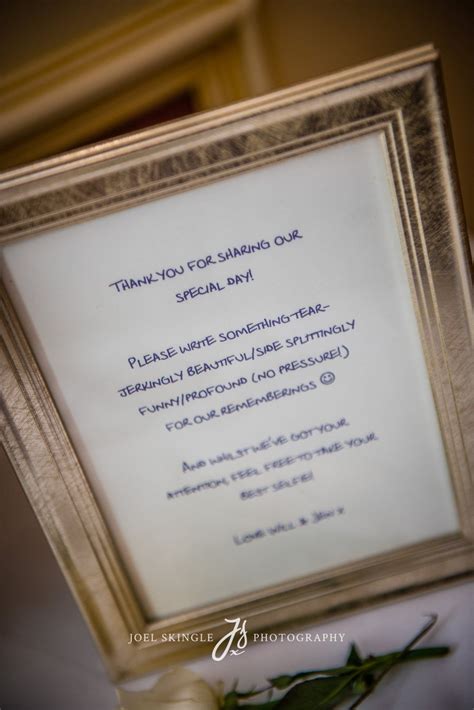 THANK YOU FOR SHARING OUR
SPECIAL DAY!
PLEASE WRITE SOMETHING TEAR-
JERKINGLY BEAUTIFUL/SIDE SPLITTINGLY
FUNNY/PROFOUND (NO PRESSURE!)
FOR OUR REMEMBERINGS ☺
AND WHILST WE'VE GOT YOUR
ATTENTION, FEEL FREE TO TAKE YOUR
BEST SELFIE!
LOVE WILL &
JOEL SKINGLE JS PHOTOGRAPHY